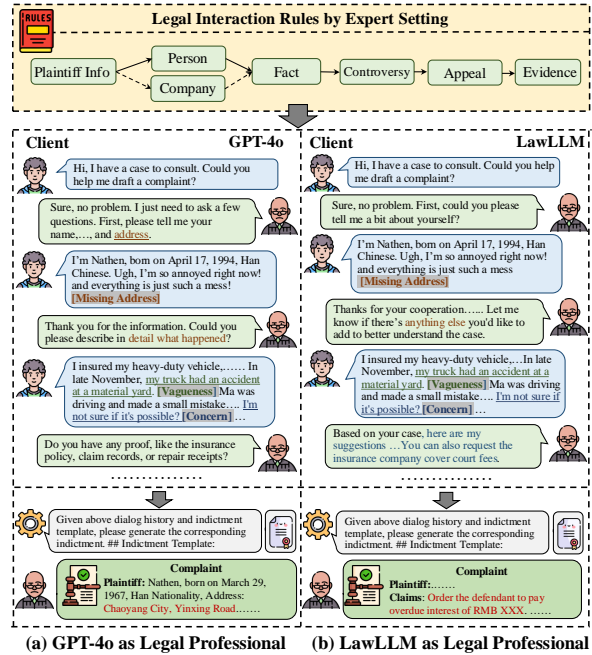 RULES
Legal Interaction Rules by Expert Setting
Plaintiff Info
Person
Company
Fact
Controversy
Appeal
Evidence
Client
GPT-4o
Hi, I have a case to consult. Could you
help me draft a complaint?
Sure, no problem. I just need to ask a few
questions. First, please tell me your
name,…, and address.
I'm Nathen, born on April 17, 1994, Han
Chinese. Ugh, I'm so annoyed right now!
and everything is just such a mess!
[Missing Address]
Thank you for the information. Could you
please describe in detail what happened?
I insured my heavy-duty vehicle,…… In
late November, my truck had an accident
at a material yard. [Vagueness] Ma was
driving and made a small mistake…. I'm
not sure if it's possible? [Concern] …
Do you have any proof, like the insurance
policy, claim records, or repair receipts?
Given above dialog history and indictment
template, please generate the corresponding
indictment. ## Indictment Template:
Complaint
Plaintiff: Nathen, born on March 29,
1967, Han Nationality, Address:
Chaoyang City, Yinxing Road.……
(a) GPT-4o as Legal Professional
Client
LawLLM
Hi, I have a case to consult. Could you help
me draft a complaint?
Sure, no problem. First, could you please
tell me a bit about yourself?
I'm Nathen, born on April 17, 1994, Han
Chinese. Ugh, I'm so annoyed right now!
and everything is just such a mess
[Missing Address]
Thanks for your cooperation…... Let me
know if there's anything else you'd like to
add to better understand the case.
I insured my heavy-duty vehicle,…In late
November, my truck had an accident at a
material yard. [Vagueness] Ma was driving
and made a small mistake…. I'm not sure if
it's possible? [Concern] …
Based on your case, here are my
suggestions …You can also request the
insurance company cover court fees.
Given above dialog history and indictment
template, please generate the corresponding
indictment. ## Indictment Template:
Complaint
Plaintiff:…….
Claims: Order the defendant to pay
overdue interest of RMB XXX. ……
(b) LawLLM as Legal Professional